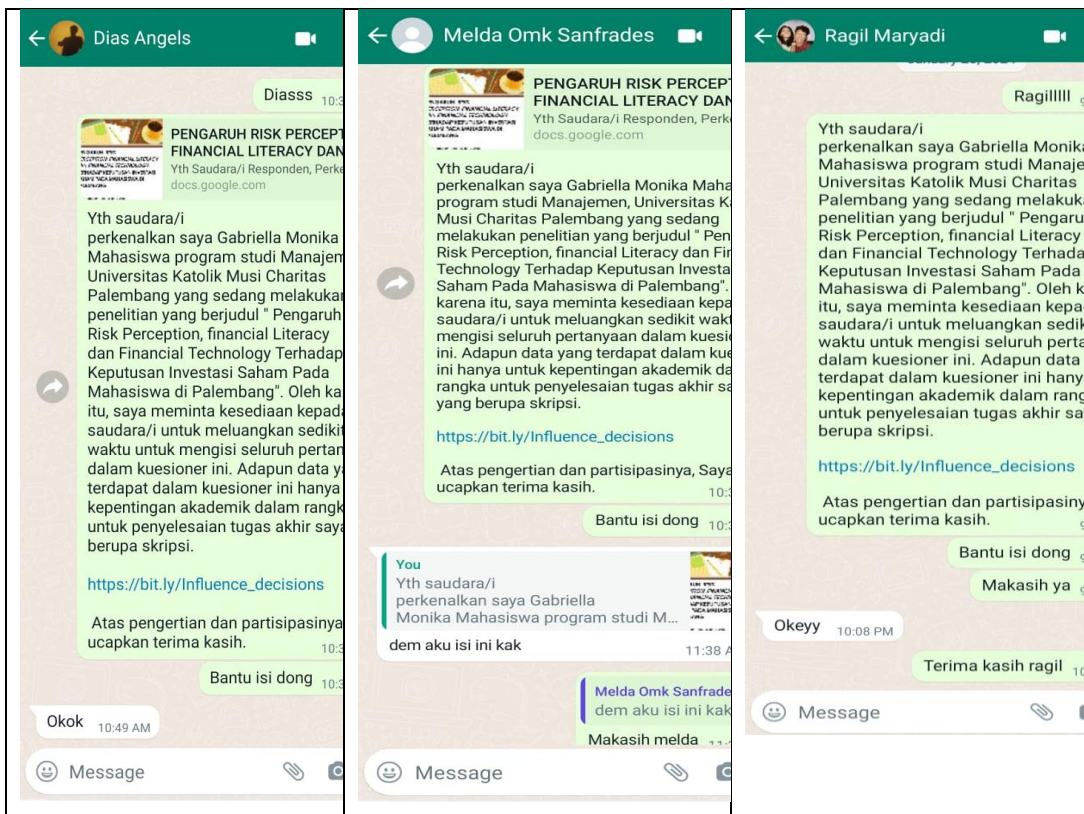 Dias Angels
Diasss
PENGARUH RISK PERCEPT
FINANCIAL LITERACY DAN
Yth Saudara/i Responden, Perke
docs.google.com
Yth saudara/i
perkenalkan saya Gabriella Monika
Mahasiswa program studi Manajem
Universitas Katolik Musi Charitas
Palembang yang sedang melakukan
penelitian yang berjudul " Pengaruh
Risk Perception, financial Literacy
dan Financial Technology Terhadap
Keputusan Investasi Saham Pada
Mahasiswa di Palembang". Oleh ka
itu, saya meminta kesediaan kepada
saudara/i untuk meluangkan sedikit
waktu untuk mengisi seluruh pertan
dalam kuesioner ini. Adapun data ya
terdapat dalam kuesioner ini hanya
kepentingan akademik dalam rangk
untuk penyelesaian tugas akhir saya
berupa skripsi.
https://bit.ly/Influence_decisions
Atas pengertian dan partisipasinya
ucapkan terima kasih.
Bantu isi dong
Okok 10:49 AM
Message
Melda Omk Sanfrades
PENGARUH RISK PERCEPT
FINANCIAL LITERACY DAN
Yth Saudara/i Responden, Perke
docs.google.com
Yth saudara/i
perkenalkan saya Gabriella Monika Maha
program studi Manajemen, Universitas Ka
Musi Charitas Palembang yang sedang
melakukan penelitian yang berjudul " Pen
Risk Perception, financial Literacy dan Fin
Technology Terhadap Keputusan Investa
Saham Pada Mahasiswa di Palembang".
karena itu, saya meminta kesediaan kepa
saudara/i untuk meluangkan sedikit wakt
mengisi seluruh pertanyaan dalam kuesi
ini. Adapun data yang terdapat dalam kue
ini hanya untuk kepentingan akademik da
rangka untuk penyelesaian tugas akhir sa
yang berupa skripsi.
https://bit.ly/Influence_decisions
Atas pengertian dan partisipasinya, Saya
ucapkan terima kasih.
Bantu isi dong
You
Yth saudara/i
perkenalkan saya Gabriella
Monika Mahasiswa program studi M...
dem aku isi ini kak 11:38 A
Melda Omk Sanfrade
dem aku isi ini kak
Makasih melda
Message
Ragil Maryadi
Ragilllll
Yth saudara/i
perkenalkan saya Gabriella Monika
Mahasiswa program studi Manaje
Universitas Katolik Musi Charitas
Palembang yang sedang melakuka
penelitian yang berjudul " Pengaru
Risk Perception, financial Literacy
dan Financial Technology Terhada
Keputusan Investasi Saham Pada
Mahasiswa di Palembang". Oleh k
itu, saya meminta kesediaan kepa
saudara/i untuk meluangkan sedik
waktu untuk mengisi seluruh perta
dalam kuesioner ini. Adapun data
terdapat dalam kuesioner ini hany
kepentingan akademik dalam rang
untuk penyelesaian tugas akhir sa
berupa skripsi.
https://bit.ly/Influence_decisions
Atas pengertian dan partisipasiny
ucapkan terima kasih.
Bantu isi dong
Makasih ya
Okeyy 10:08 PM
Terima kasih ragil
Message